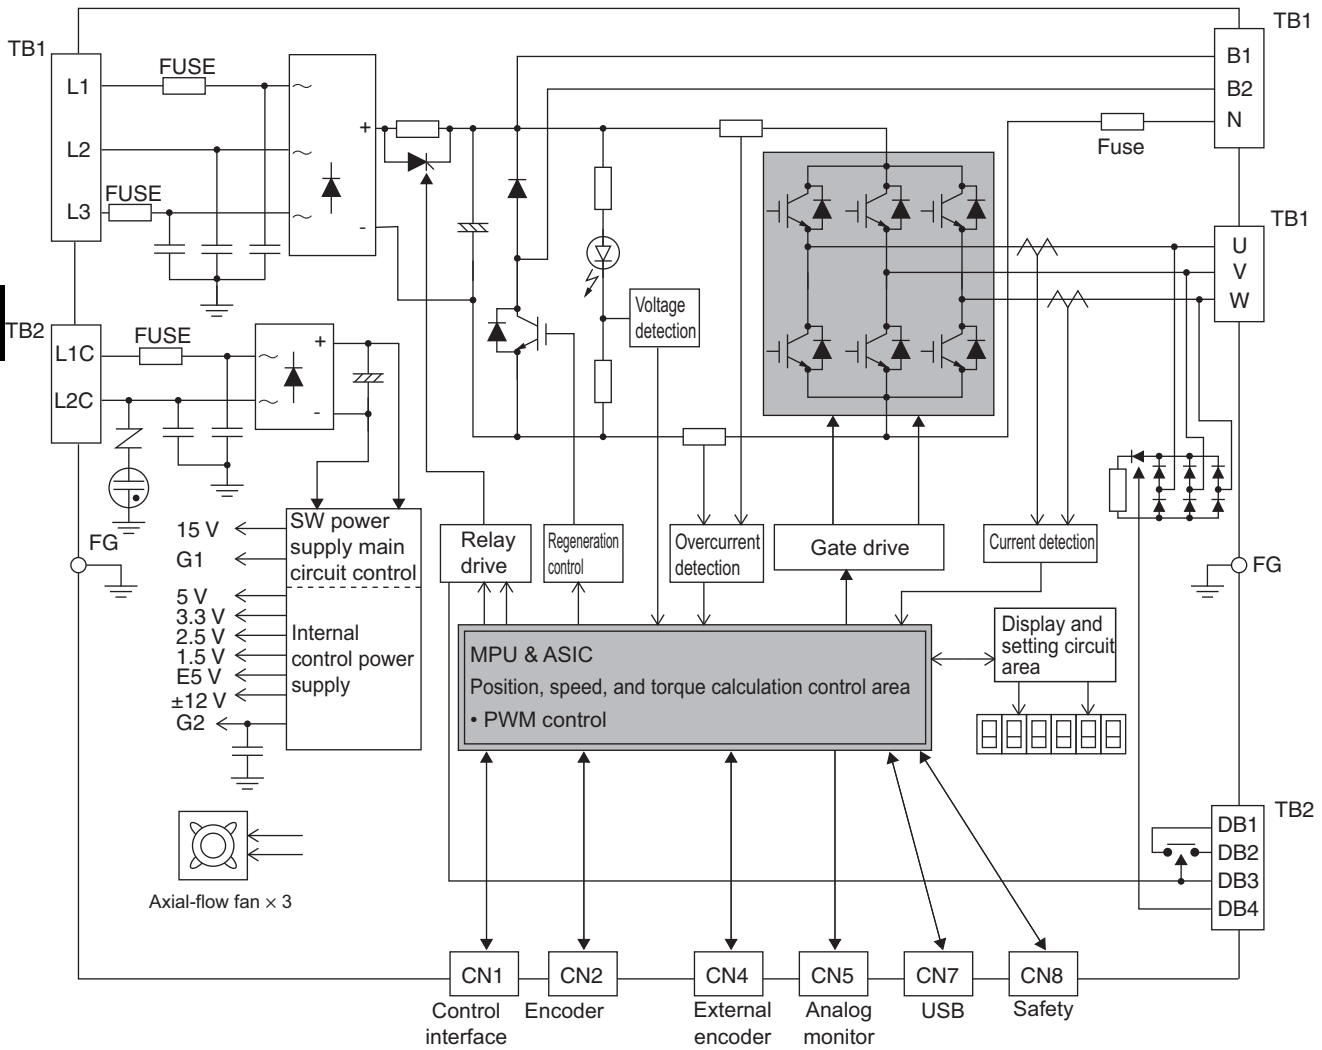 TB1
TB1
L1
FUSE
B1
B2
N
Fuse
L2
FUSE
L3
+
-
TB1
U
V
W
TB2
L1C
FUSE
L2C
+
-
Voltage
detection
FG
15 V
G1
5 V
3.3 V
2.5 V
1.5 V
E5 V
±12 V
G2
SW power
supply main
circuit control
Internal
control power
supply
Relay
drive
Regeneration
control
Overcurrent
detection
Gate drive
Current detection
FG
MPU & ASIC
Position, speed, and torque calculation control area
• PWM control
Display and
setting circuit
area
Axial-flow fan × 3
TB2
DB1
DB2
DB3
DB4
CN1
CN2
CN4
CN5
CN7
CN8
Control
interface
Encoder
External
encoder
Analog
monitor
USB
Safety